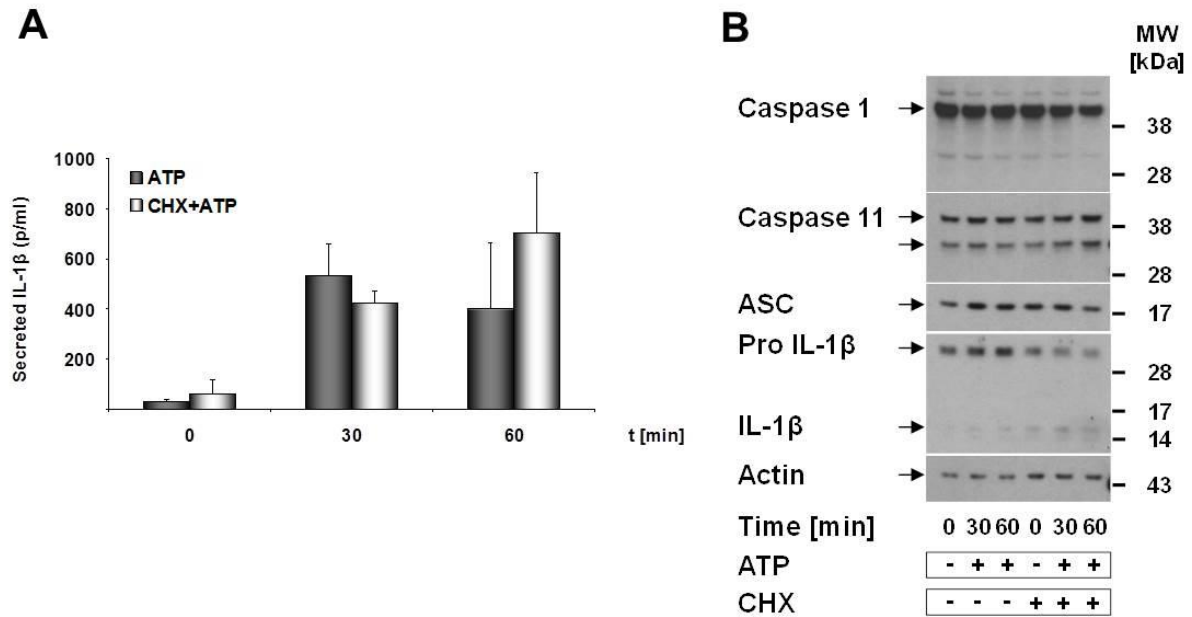 A
Secreted IL-1β (p/ml)
1000
800
600
400
200
ATP
CHX+ATP
0 30 60 t [min]
B
MW
[kDa]
Caspase 1
38
28
Caspase 11
38
28
ASC
17
Pro IL-1β
28
17
IL-1β
14
Actin
43
Time [min] 0 30 60 0 30 60
ATP - + + - + +
CHX - - - + + +